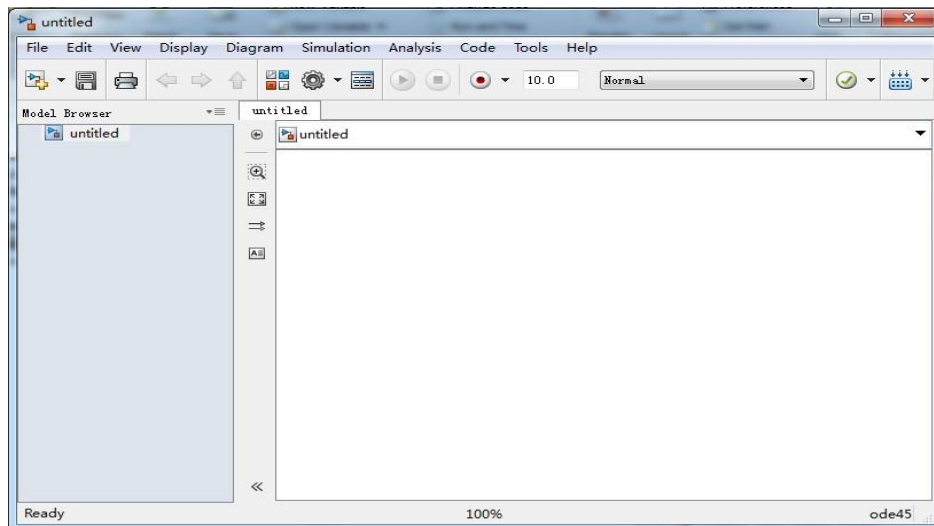 untitled
File Edit View Display Diagram Simulation Analysis Code Tools Help
10.0 Normal
Model Browser untitled
untitled untitled
Ready 100% ode45